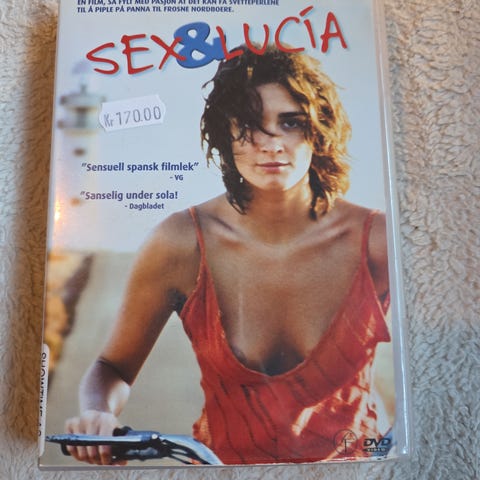 EN FILM, SÅ FYLT MED PASJON AT DET KAN FÅ SVETTEPERLENE
TIL Å PIPLE PÅ PANNA TIL FROSNE NORDBOERE.
SEX&LUCÍA
Kr 170.00
"Sensuell spansk filmlek"
- VG
"Sanselig under sola!
- Dagbladet
DVD
VIDEO